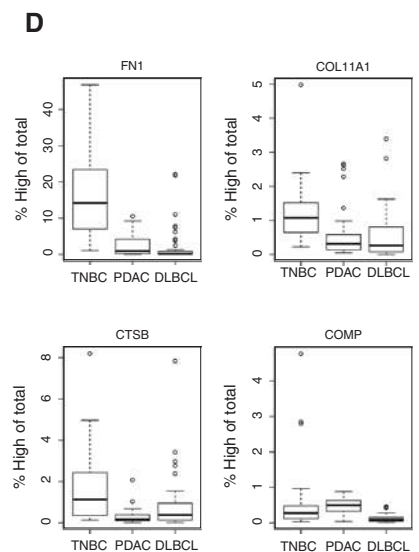 D
FN1
% High of total
40
30
20
10
0
TNBC PDAC DLBCL
COL11A1
% High of total
5
4
3
2
1
0
TNBC PDAC DLBCL
CTSB
% High of total
8
6
4
2
0
TNBC PDAC DLBCL
COMP
% High of total
4
3
2
1
0
TNBC PDAC DLBCL